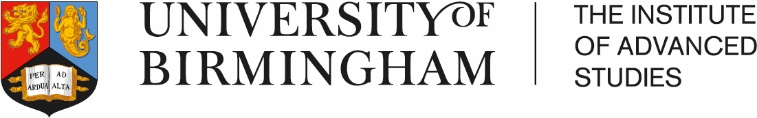 PER AD
ARDUA ALTA
UNIVERSITY OF
BIRMINGHAM
THE INSTITUTE
OF ADVANCED
STUDIES